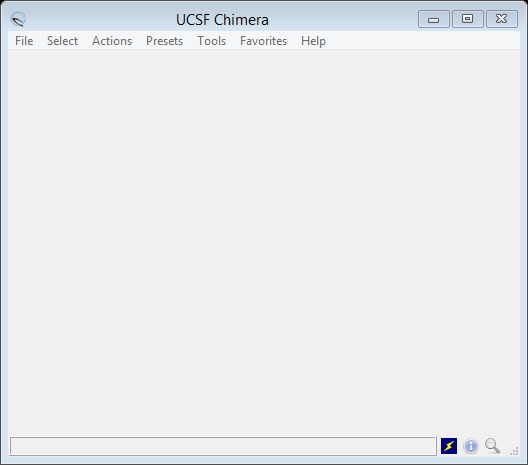 UCSF Chimera
File Select Actions Presets Tools Favorites Help